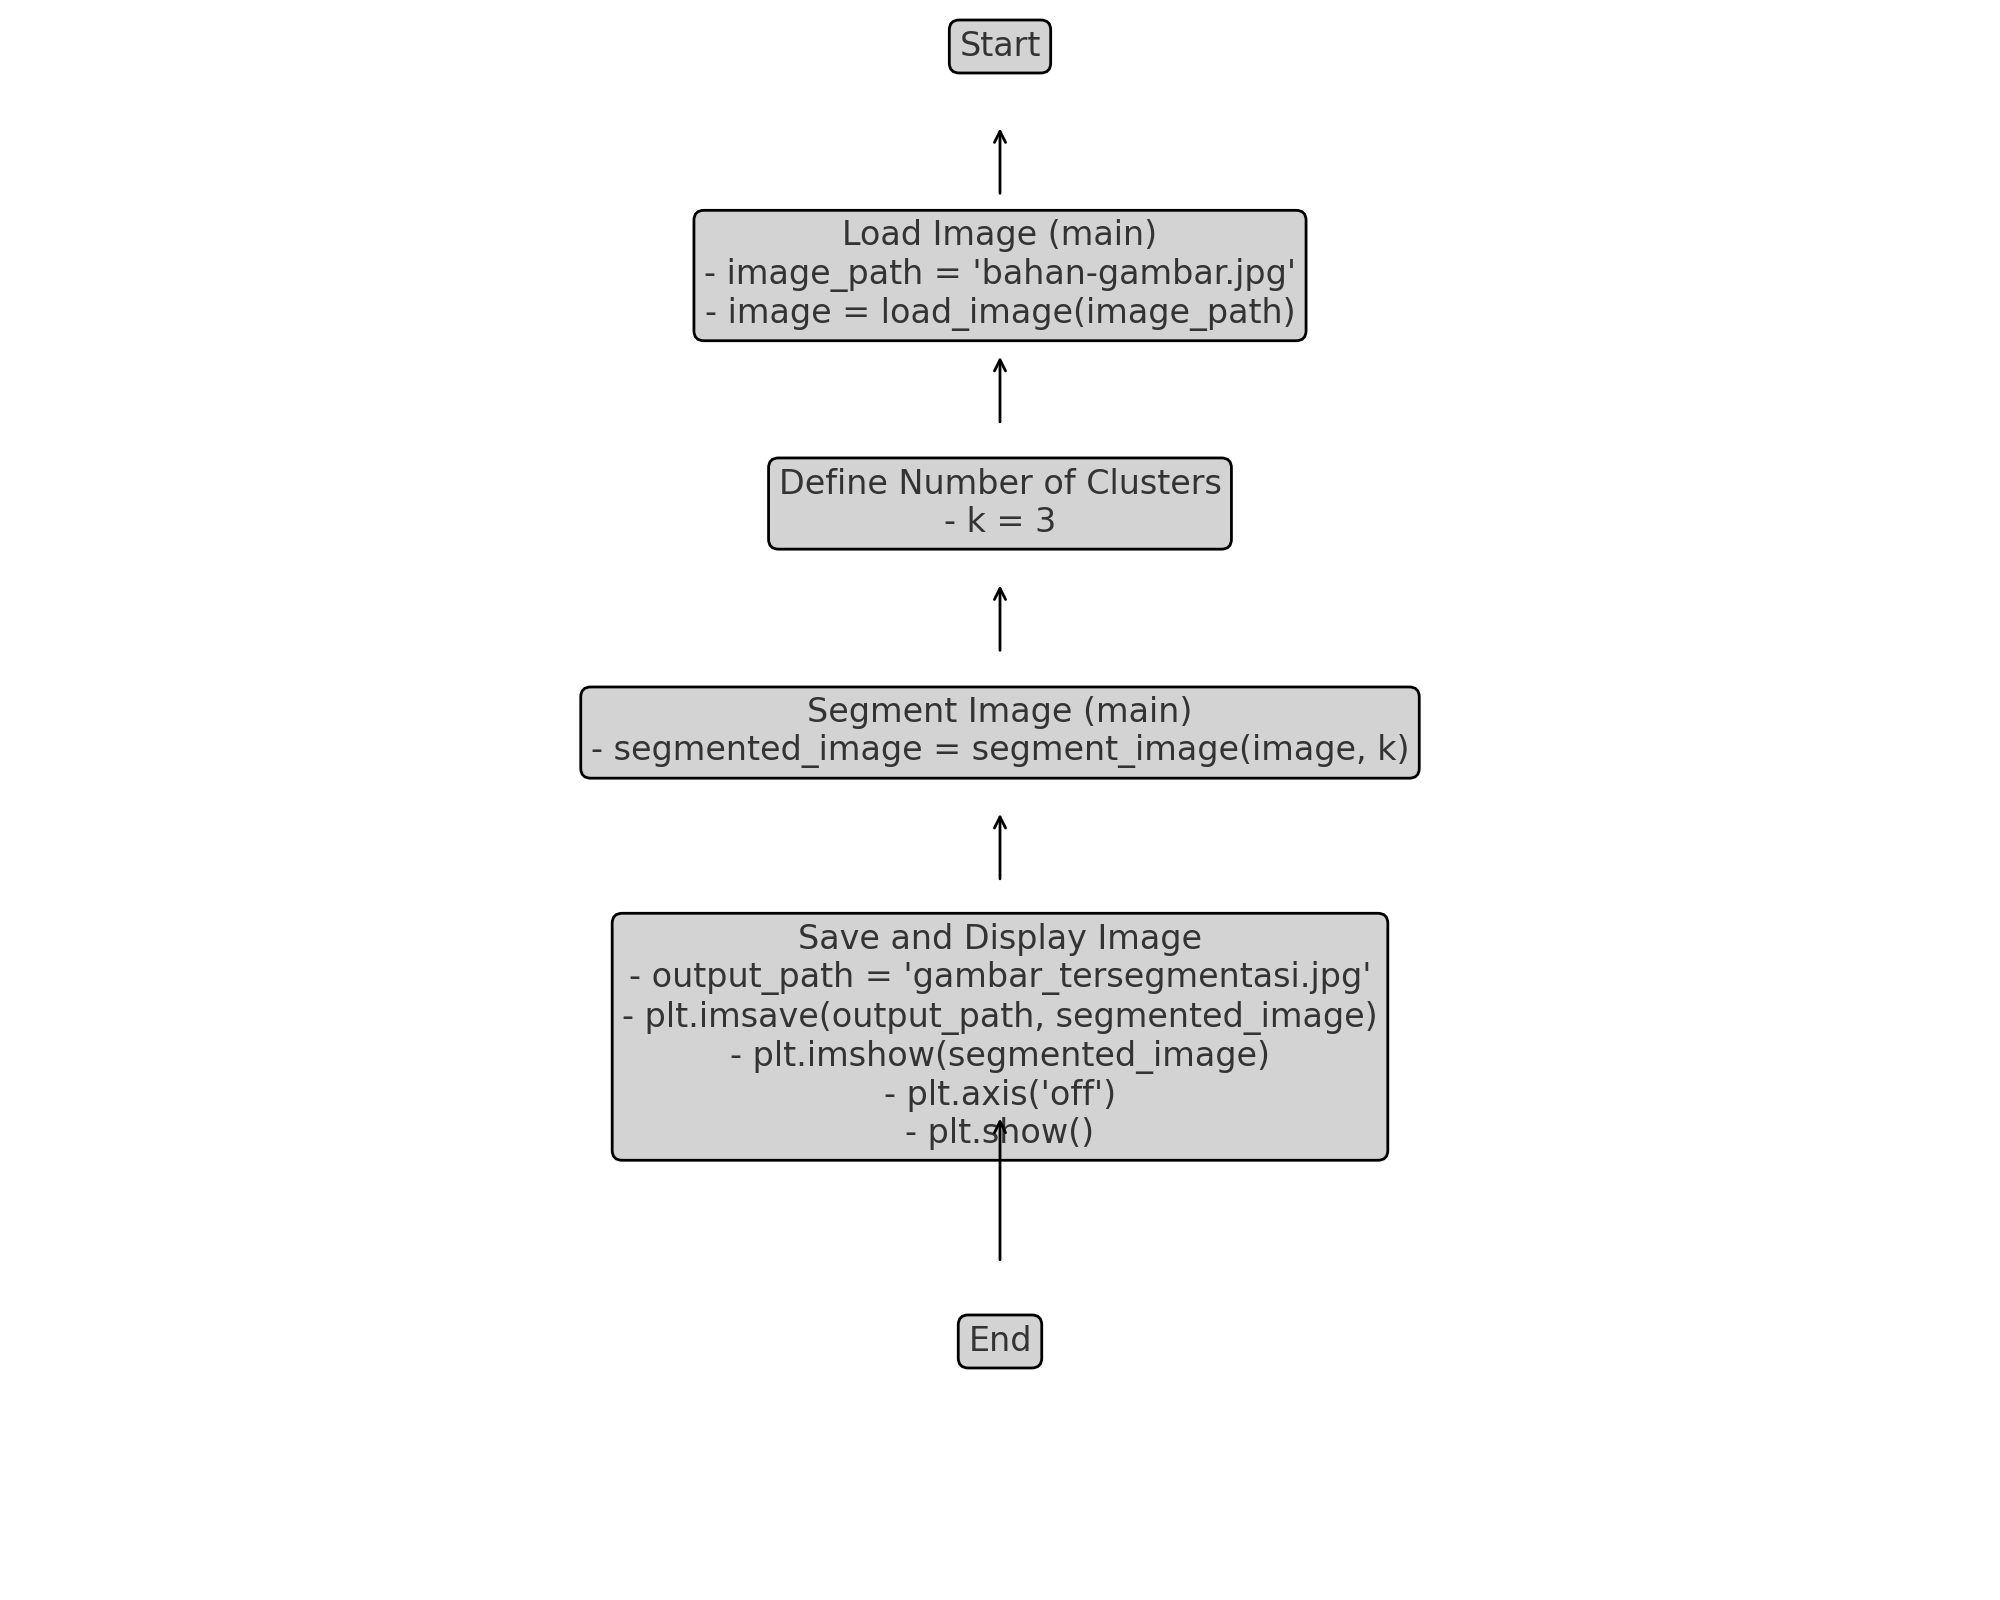 Start
Load Image (main)
- image_path = 'bahan-gambar.jpg'
- image = load_image(image_path)
Define Number of Clusters
- k = 3
Segment Image (main)
- segmented_image = segment_image(image, k)
Save and Display Image
- output_path = 'gambar_tersegmentasi.jpg'
- plt.imsave(output_path, segmented_image)
- plt.imshow(segmented_image)
- plt.axis('off')
- plt.show()
End